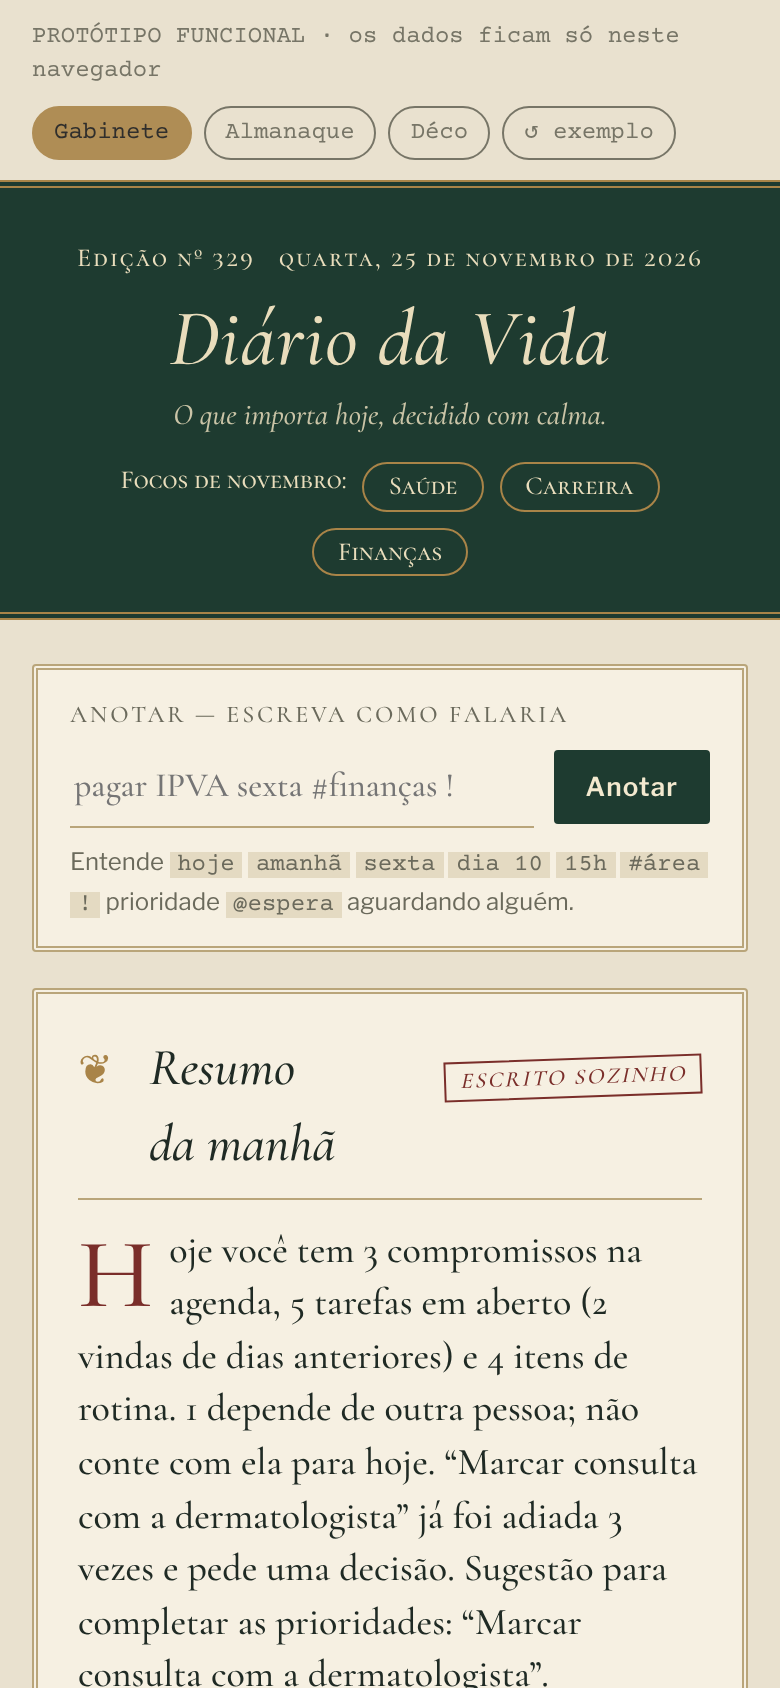 PROTÓTIPO FUNCIONAL · os dados ficam só neste
navegador
Gabinete Almanaque Déco ↺ exemplo
Edição nº 329 quarta, 25 de novembro de 2026
Diário da Vida
O que importa hoje, decidido com calma.
Focos de novembro: Saúde Carreira
Finanças
ANOTAR — ESCREVA COMO FALARIA
pagar IPVA sexta #finanças !
Anotar
Entende hoje amanhã sexta dia 10 15h #área
! prioridade @espera aguardando alguém.
❦ Resumo
da manhã
ESCRITO SOZINHO
Hoje você tem 3 compromissos na
agenda, 5 tarefas em aberto (2
vindas de dias anteriores) e 4 itens de
rotina. 1 depende de outra pessoa; não
conte com ela para hoje. “Marcar consulta
com a dermatologista” já foi adiada 3
vezes e pede uma decisão. Sugestão para
completar as prioridades: “Marcar
consulta com a dermatologista”.